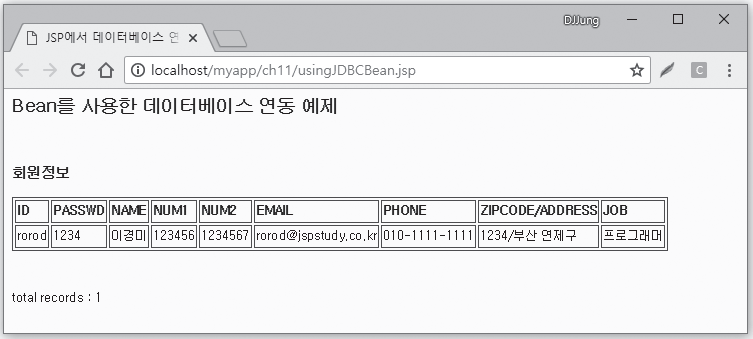 DJJung
JSP에서 데이터베이스 연
localhost/myapp/ch11/usingJDBCBean.jsp
C
Bean를 사용한 데이터베이스 연동 예제
회원정보
ID PASSWD NAME NUM1 NUM2 EMAIL PHONE ZIPCODE/ADDRESS JOB
rorod 1234 이경미 123456 1234567 rorod@jspstudy.co.kr 010-1111-1111 1234/부산 연제구 프로그래머
total records : 1